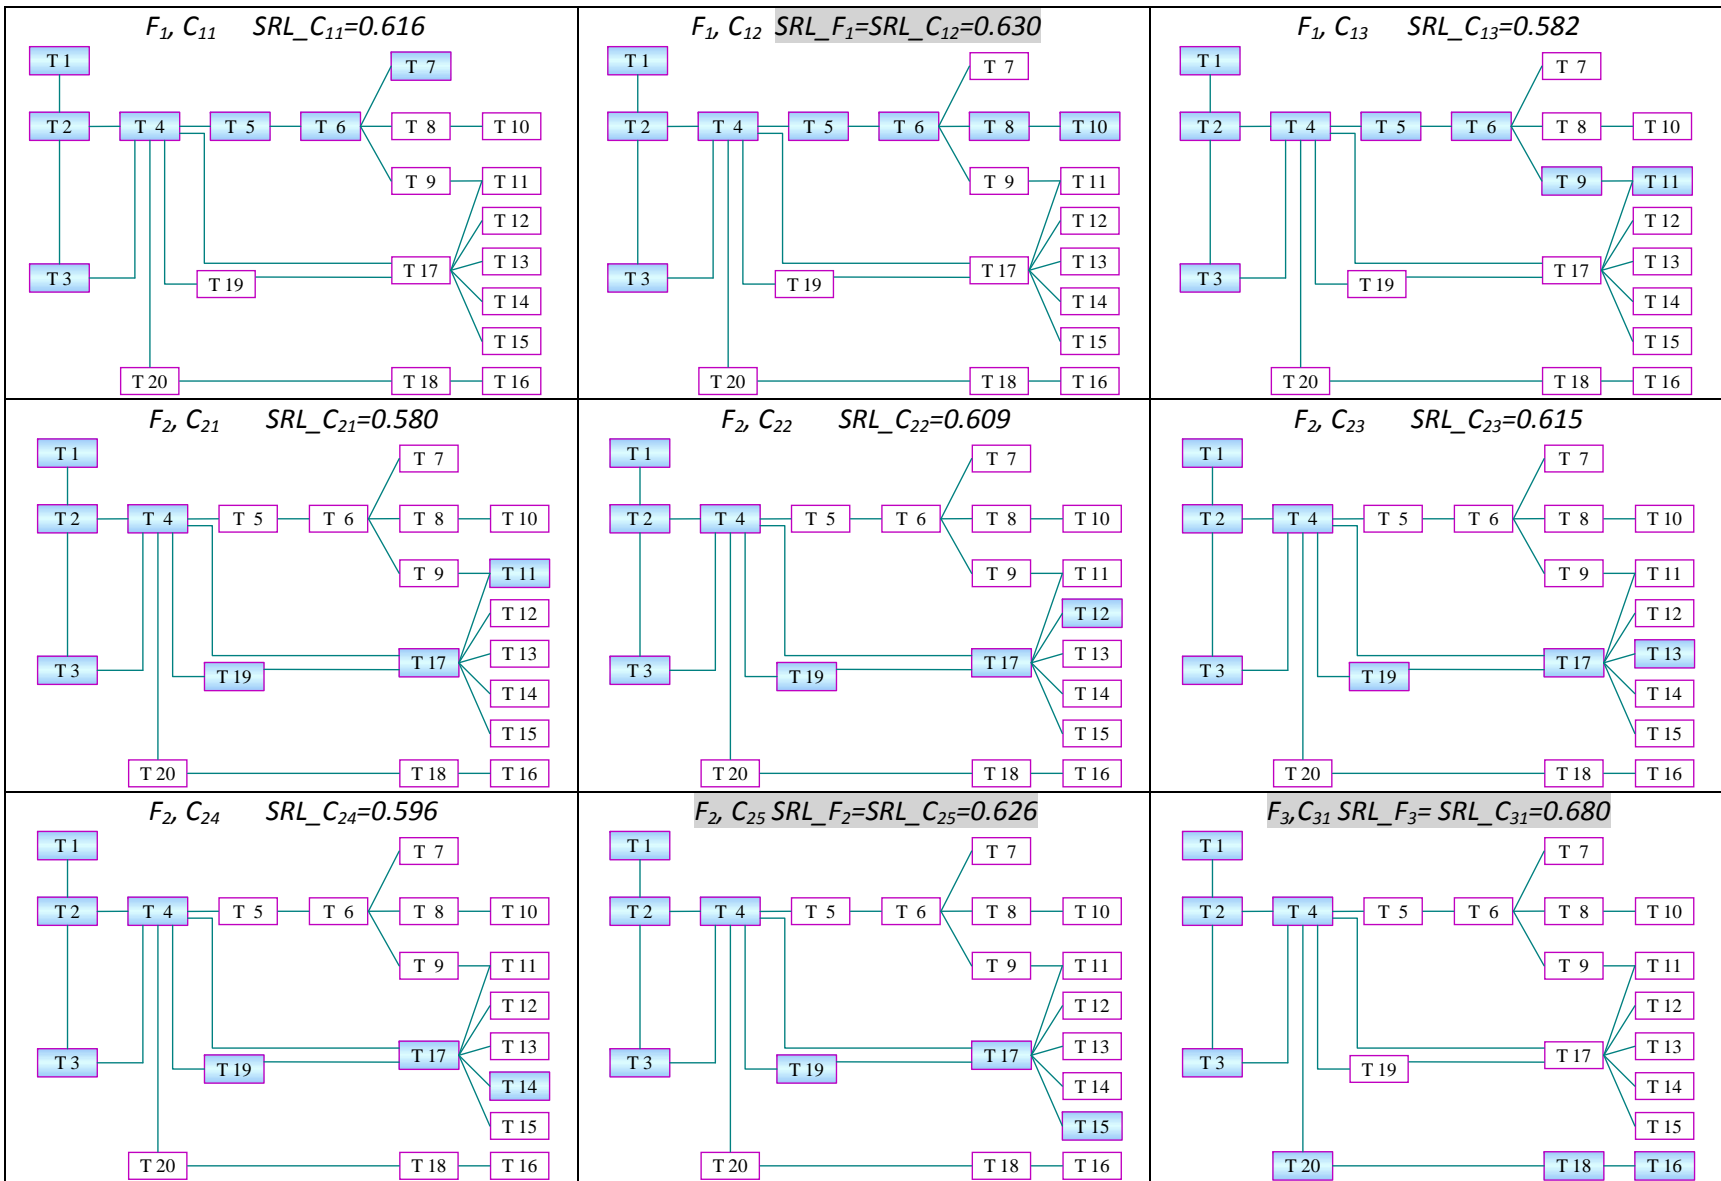 F1, C11 SRL_C11=0.616
T 1
T 7
T 2 T 4 T 5 T 6 T 8 T 10
T 9 T 11
T 12
T 3 T 19 T 17 T 13
T 14
T 15
T 20 T 18 T 16
F1, C12 SRL_F1=SRL_C12=0.630
T 1
T 7
T 2 T 4 T 5 T 6 T 8 T 10
T 9 T 11
T 12
T 3 T 19 T 17 T 13
T 14
T 15
T 20 T 18 T 16
F1, C13 SRL_C13=0.582
T 1
T 7
T 2 T 4 T 5 T 6 T 8 T 10
T 9 T 11
T 12
T 3 T 19 T 17 T 13
T 14
T 15
T 20 T 18 T 16
F2, C21 SRL_C21=0.580
T 1
T 7
T 2 T 4 T 5 T 6 T 8 T 10
T 9 T 11
T 12
T 3 T 19 T 17 T 13
T 14
T 15
T 20 T 18 T 16
F2, C22 SRL_C22=0.609
T 1
T 7
T 2 T 4 T 5 T 6 T 8 T 10
T 9 T 11
T 12
T 3 T 19 T 17 T 13
T 14
T 15
T 20 T 18 T 16
F2, C23 SRL_C23=0.615
T 1
T 7
T 2 T 4 T 5 T 6 T 8 T 10
T 9 T 11
T 12
T 3 T 19 T 17 T 13
T 14
T 15
T 20 T 18 T 16
F2, C24 SRL_C24=0.596
T 1
T 7
T 2 T 4 T 5 T 6 T 8 T 10
T 9 T 11
T 12
T 3 T 19 T 17 T 13
T 14
T 15
T 20 T 18 T 16
F2, C25 SRL_F2=SRL_C25=0.626
T 1
T 7
T 2 T 4 T 5 T 6 T 8 T 10
T 9 T 11
T 12
T 3 T 19 T 17 T 13
T 14
T 15
T 20 T 18 T 16
F3,C31 SRL_F3= SRL_C31=0.680
T 1
T 7
T 2 T 4 T 5 T 6 T 8 T 10
T 9 T 11
T 12
T 3 T 19 T 17 T 13
T 14
T 15
T 20 T 18 T 16